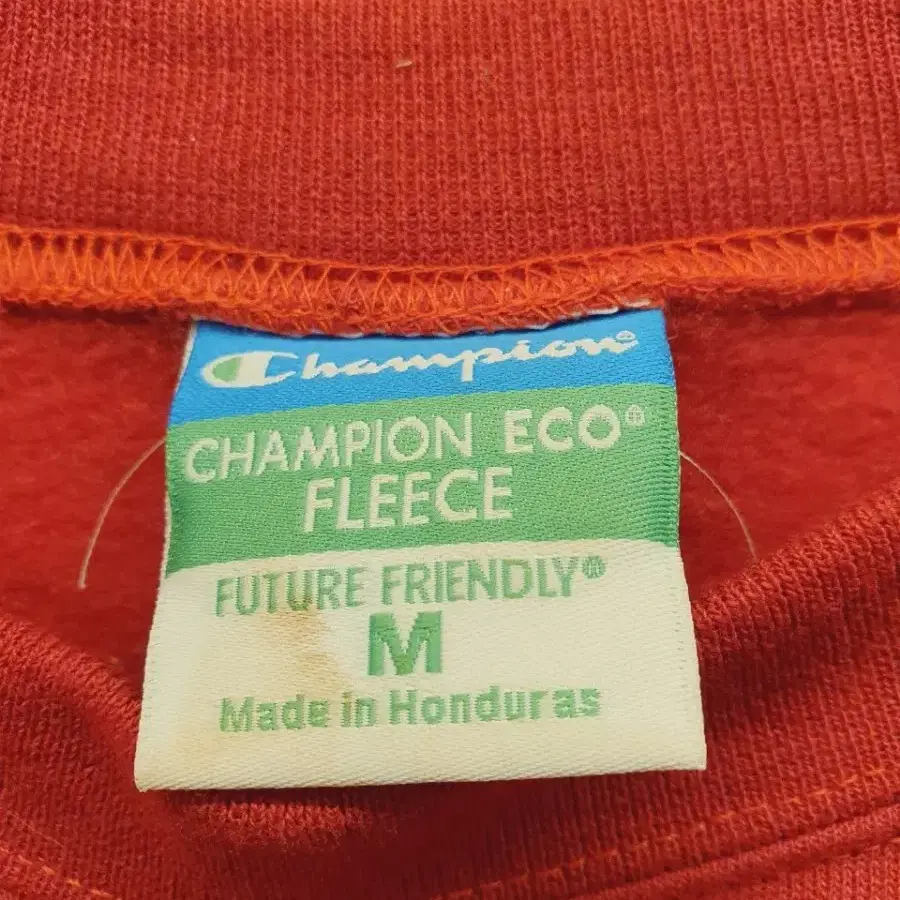 Champion®
CHAMPION ECO®
FLEECE
FUTURE FRIENDLY®
M
Made in Honduras